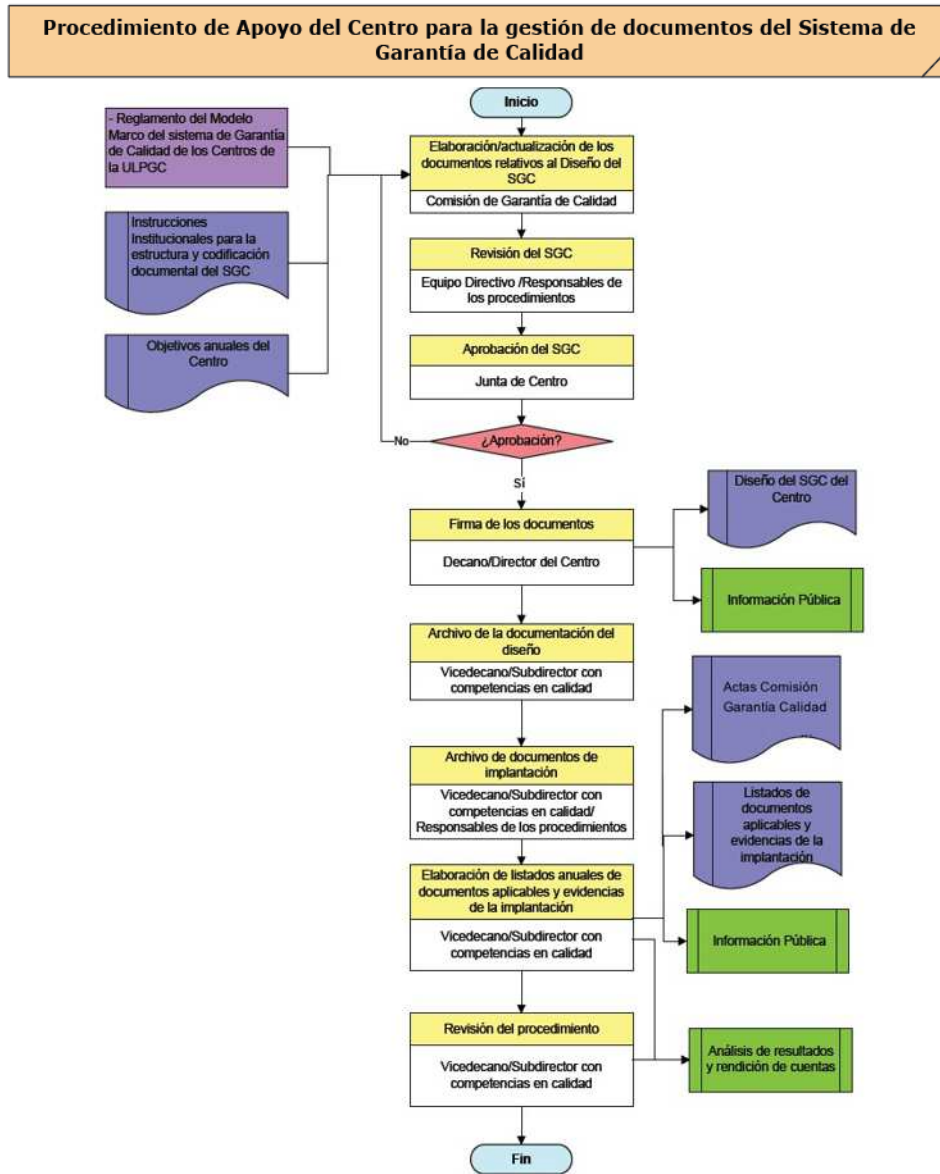 Procedimiento de Apoyo del Centro para la gestión de documentos del Sistema de
Garantía de Calidad
Inicio
- Reglamento del Modelo
Marco del sistema de Garantía
de Calidad de los Centros de
la ULPGC
Elaboración/actualización de los
documentos relativos al Diseño del
SGC
Comisión de Garantía de Calidad
Instrucciones
Institucionales para la
estructura y codificación
documental del SGC
Revisión del SGC
Equipo Directivo /Responsables de
los procedimientos
Objetivos anuales del
Centro
Aprobación del SGC
Junta de Centro
No
¿Aprobación?
Sí
Diseño del SGC del
Centro
Firma de los documentos
Decano/Director del Centro
Información Pública
Archivo de la documentación del
diseño
Vicedecano/Subdirector con
competencias en calidad
Actas Comisión
Garantía Calidad
Archivo de documentos de
implantación
Vicedecano/Subdirector con
competencias en calidad/
Responsables de los procedimientos
Listados de
documentos
aplicables y
evidencias de la
implantación
Elaboración de listados anuales de
documentos aplicables y evidencias
de la implantación
Vicedecano/Subdirector con
competencias en calidad
Información Pública
Revisión del procedimiento
Vicedecano/Subdirector con
competencias en calidad
Análisis de resultados
y rendición de cuentas
Fin